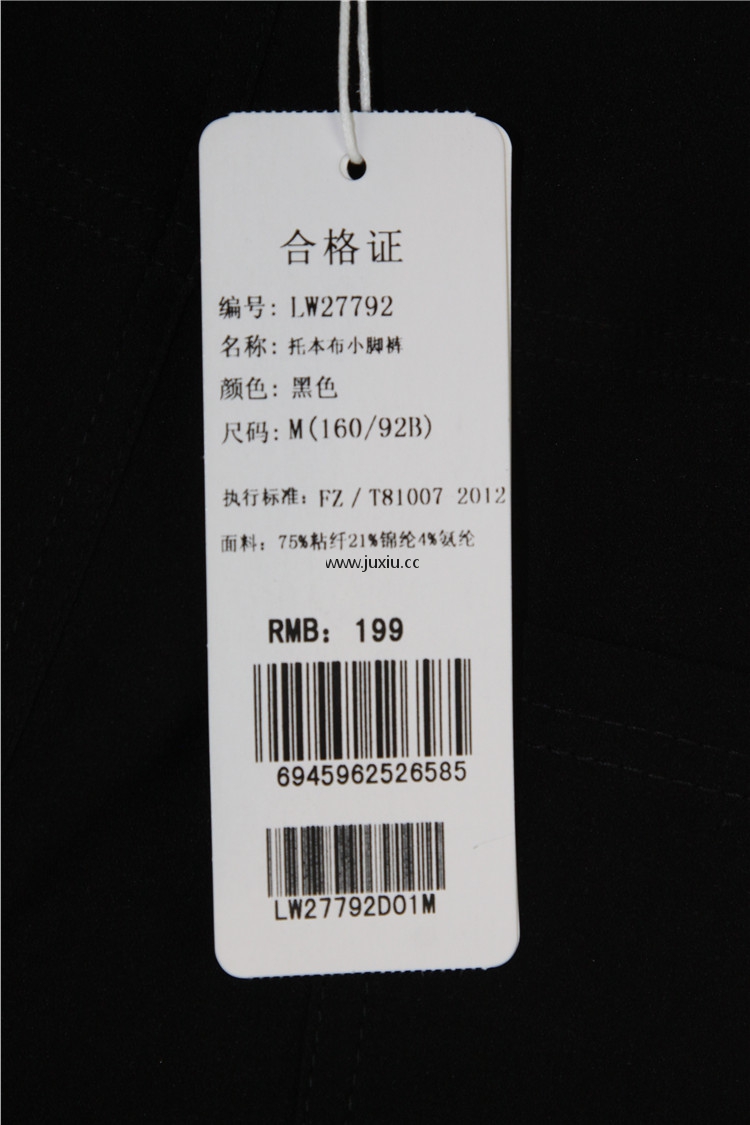 合格证
编号: LW27792
名称: 托本布小脚裤
颜色: 黑色
尺码: M(160/92B)
执行标准: FZ/T81007 2012
面料: 75%粘纤21%锦纶4%氨纶
www.juxiu.cc
RMB: 199
6945962526585
LW27792D01M